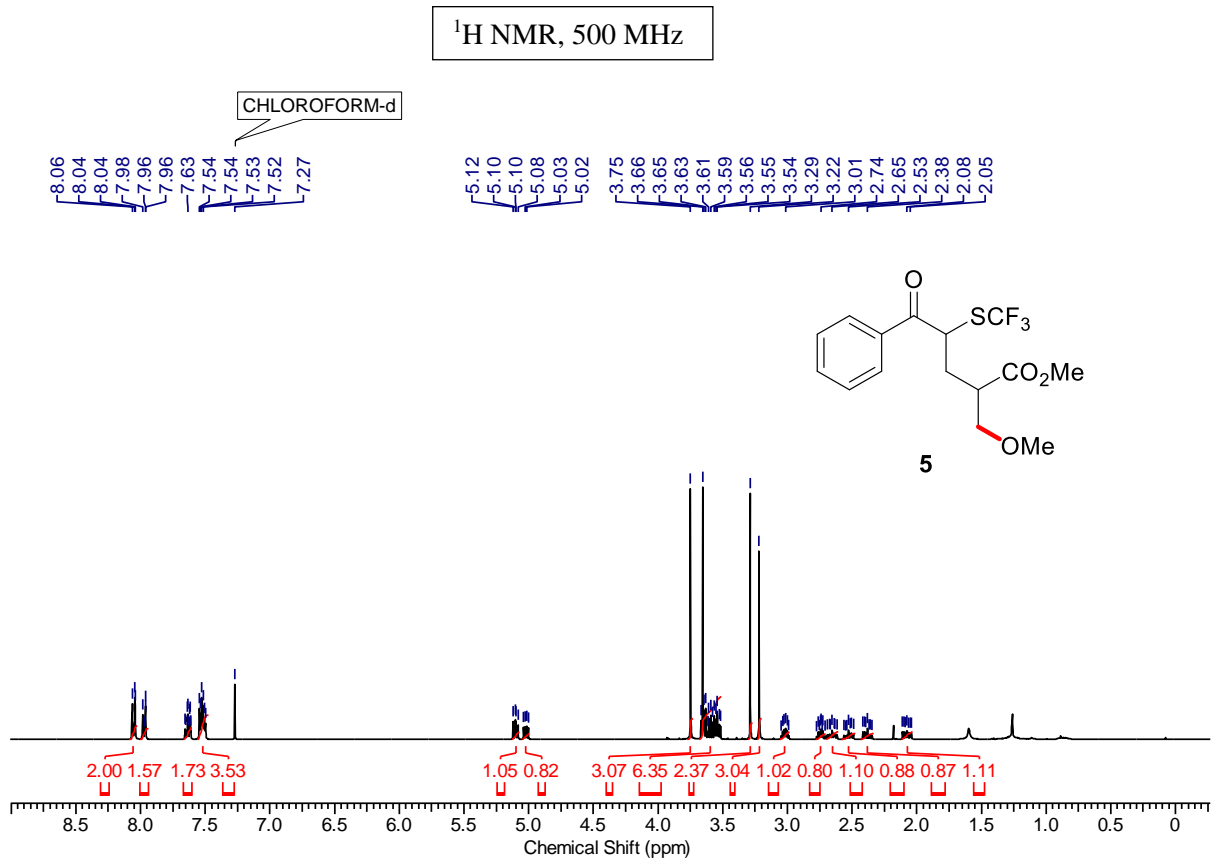 ¹H NMR, 500 MHz
CHLOROFORM-d
8.06 8.04 8.04 7.98 7.96 7.96 7.63 7.54 7.54 7.53 7.52 7.27 5.12 5.10 5.10 5.08 5.03 5.02 3.75 3.66 3.65 3.63 3.61 3.59 3.56 3.55 3.54 3.29 3.22 3.01 2.74 2.65 2.53 2.38 2.08 2.05
O
SCF₃
CO₂Me
OMe
5
2.00 1.57 1.73 3.53 1.05 0.82 3.07 6.35 2.37 3.04 1.02 0.80 1.10 0.88 0.87 1.11
8.5 8.0 7.5 7.0 6.5 6.0 5.5 5.0 4.5 4.0 3.5 3.0 2.5 2.0 1.5 1.0 0.5 0
Chemical Shift (ppm)